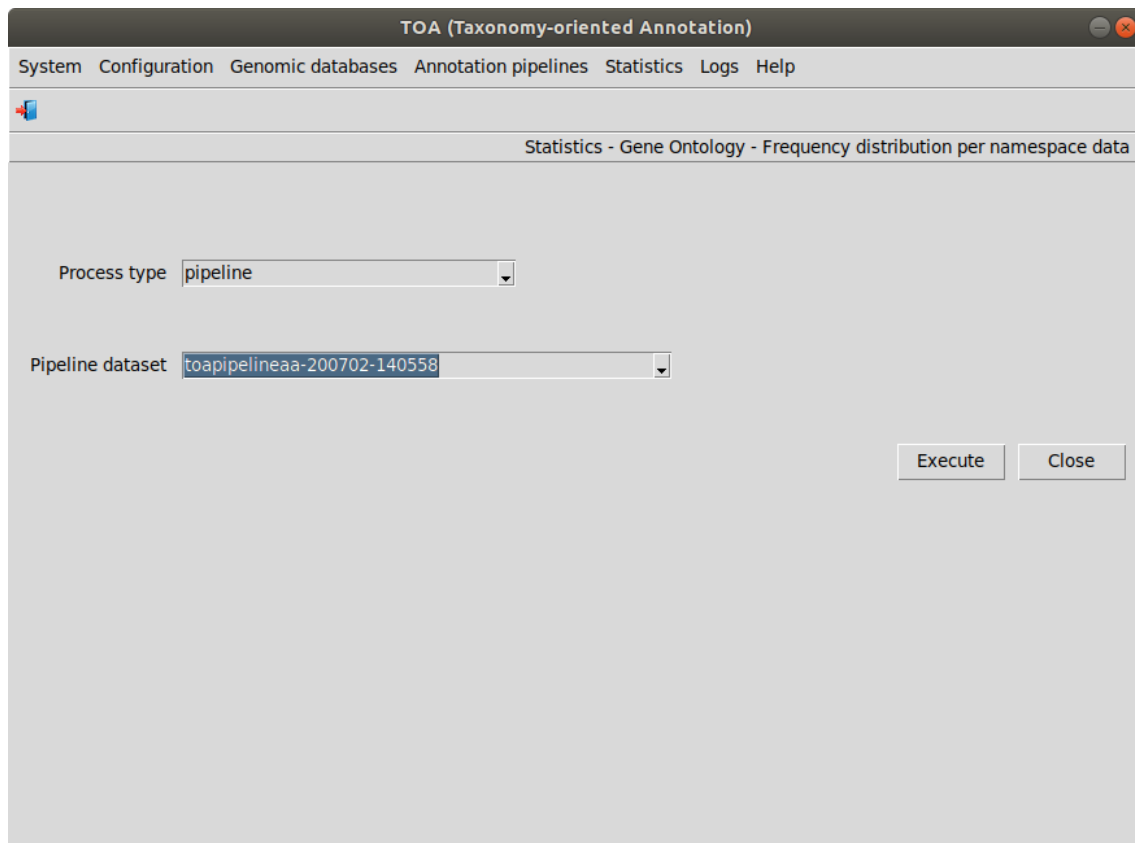 TOA (Taxonomy-oriented Annotation)
System Configuration Genomic databases Annotation pipelines Statistics Logs Help
Statistics - Gene Ontology - Frequency distribution per namespace data
Process type pipeline
Pipeline dataset toapipelineaa-200702-140558
Execute Close